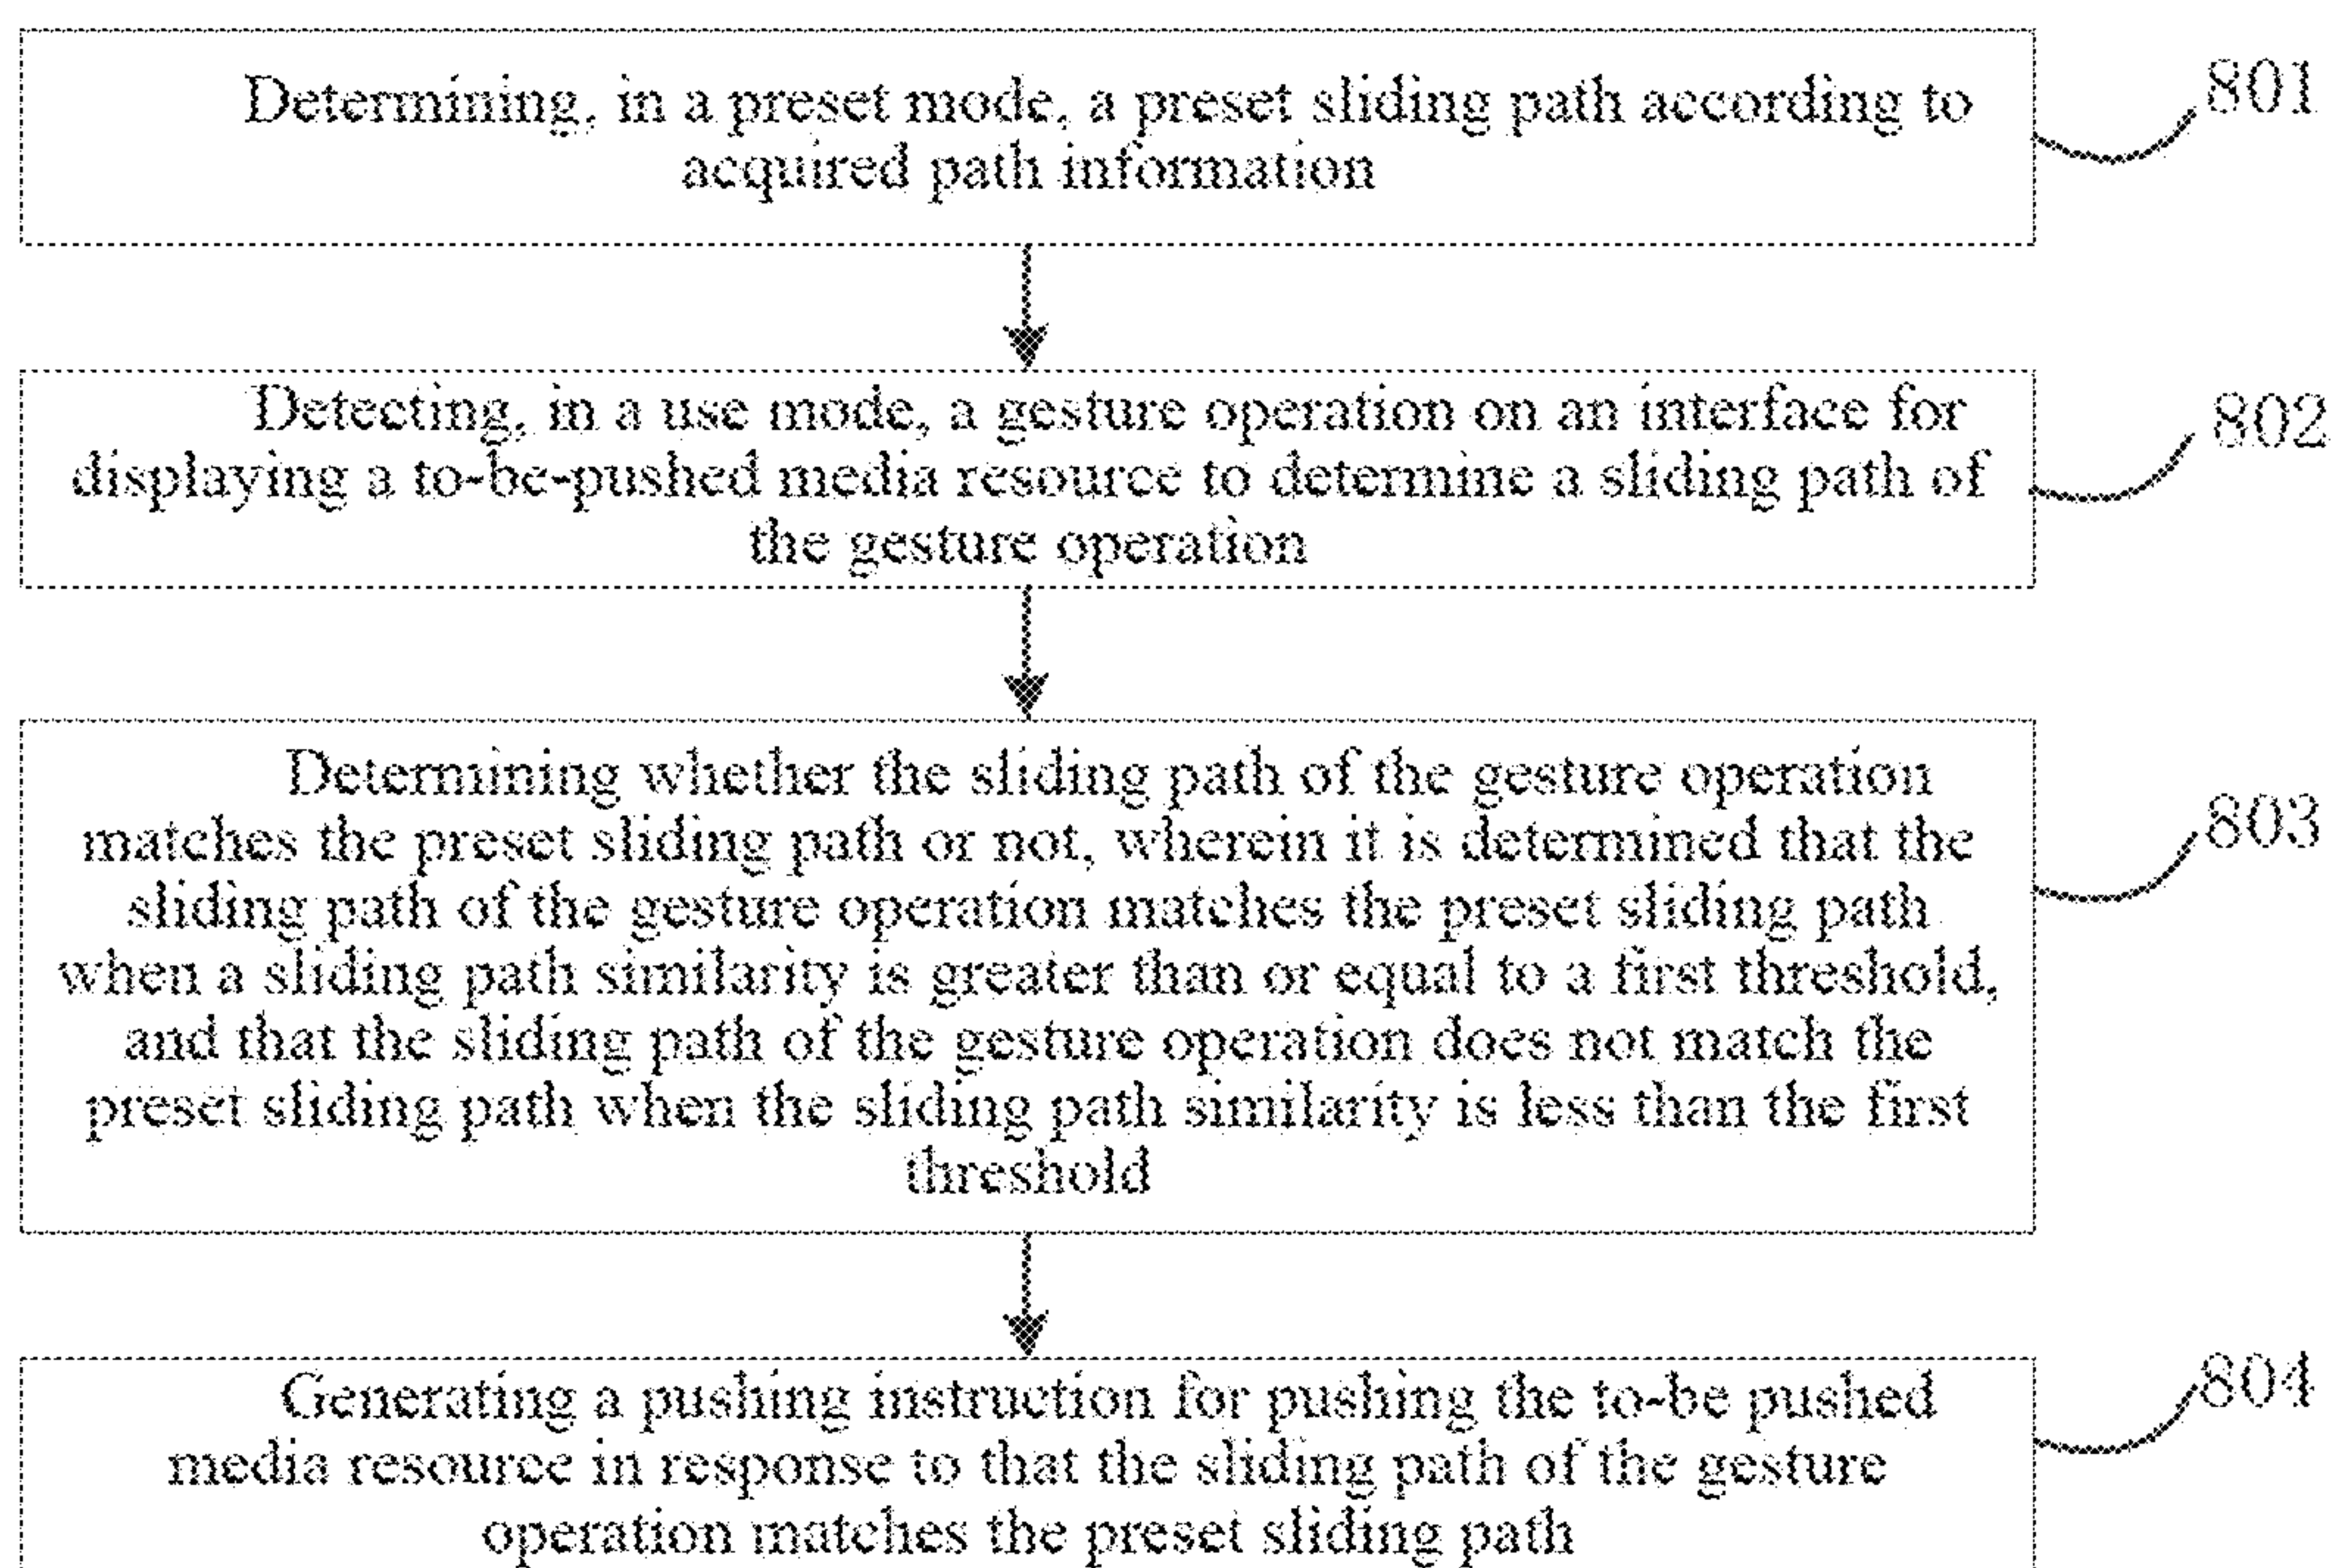 Determining, in a preset mode, a preset sliding path according to
acquired path information
801
Detecting, in a use mode, a gesture operation on an interface for
displaying a to-be-pushed media resource to determine a sliding path of
the gesture operation
802
Determining whether the sliding path of the gesture operation
matches the preset sliding path or not, wherein it is determined that the
sliding path of the gesture operation matches the preset sliding path
when a sliding path similarity is greater than or equal to a first threshold,
and that the sliding path of the gesture operation does not match the
preset sliding path when the sliding path similarity is less than the first
threshold
803
Generating a pushing instruction for pushing the to-be pushed
media resource in response to that the sliding path of the gesture
operation matches the preset sliding path
804